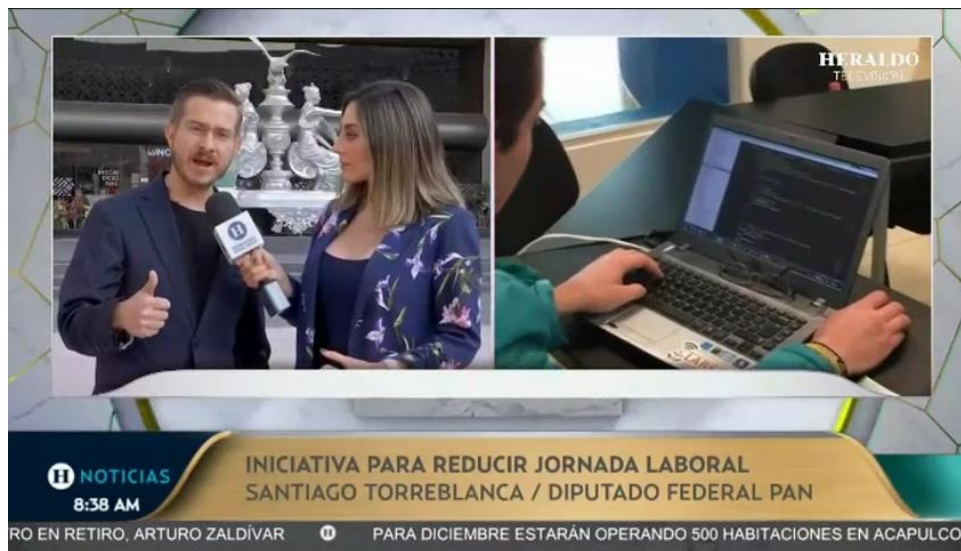 HERALDO
TELEVISIÓN
H
H
NOTICIAS
8:38 AM
INICIATIVA PARA REDUCIR JORNADA LABORAL
SANTIAGO TORREBLANCA / DIPUTADO FEDERAL PAN
RO EN RETIRO, ARTURO ZALDÍVAR H PARA DICIEMBRE ESTARÁN OPERANDO 500 HABITACIONES EN ACAPULCO